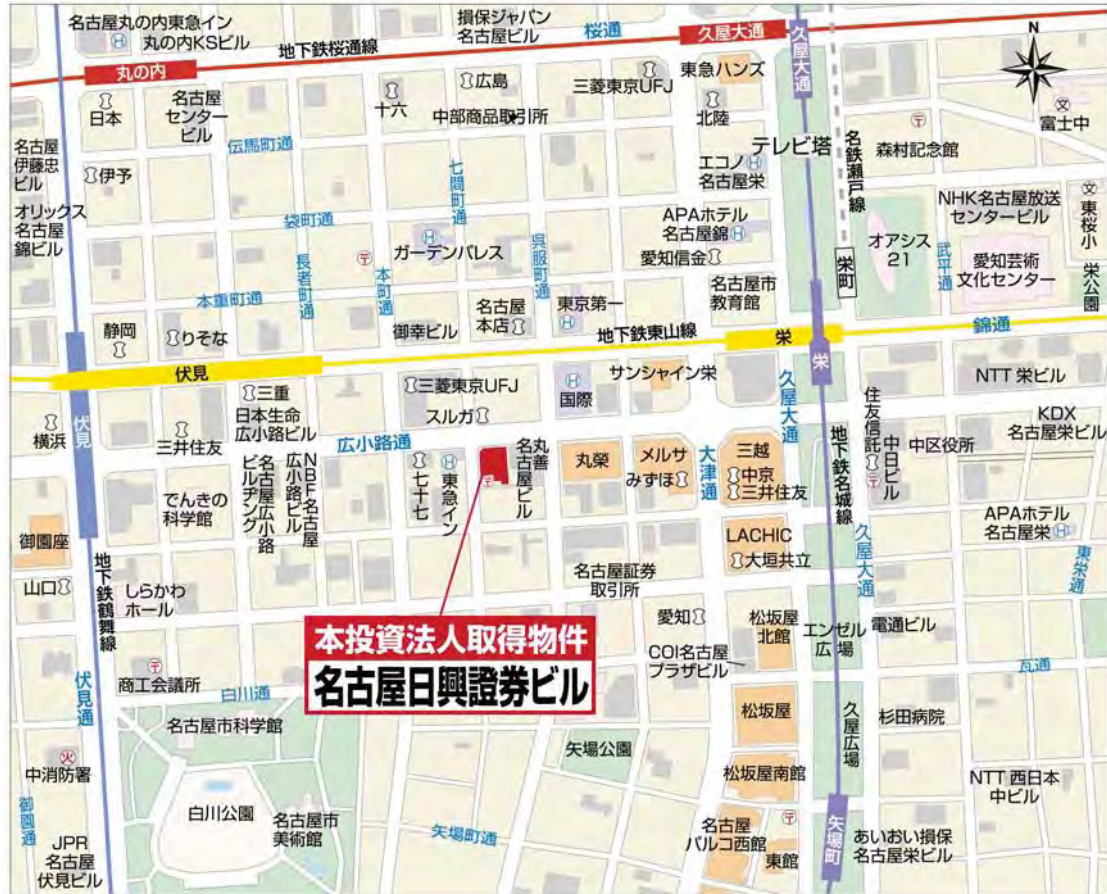 名古屋丸の内東急イン
丸の内KSビル
地下鉄桜通線
損保ジャパン
名古屋ビル
桜通
久屋大通
久屋大通
N
丸の内
日本
名古屋
センター
ビル
十六
広島
中部商品取引所
三菱東京UFJ
東急ハンズ
北陸
テレビ塔
名鉄瀬戸線
森村記念館
富士中
名古屋
伊藤忠
ビル
伊予
伝馬町通
七間町通
エコノ
名古屋栄
オリックス
名古屋
錦ビル
袋町通
長者町通
本町通
ガーデンパレス
呉服町通
APAホテル
名古屋錦
愛知信金
オアシス
21
武平通
NHK名古屋放送
センタービル
愛知芸術
文化センター
東桜小
栄公園
栄町
本重町通
静岡
りそな
御幸ビル
名古屋
本店
東京第一
名古屋市
教育館
地下鉄東山線
栄
栄
錦通
伏見
伏見
三重
三菱東京UFJ
スルガ
国際
サンシャイン栄
久屋大通
NTT 栄ビル
横浜
三井住友
日本生命
広小路ビル
広小路通
大津通
地下鉄名城線
住友信託
中日ビル
中区役所
KDX
名古屋栄ビル
でんきの
科学館
名古屋広小路
ビルヂング
NBF名古屋
広小路ビル
七十七
東急イン
丸善
名古屋ビル
丸榮
メルサ
みずほ
三越
中京
三井住友
御園座
LACHIC
大垣共立
久屋大通
APAホテル
名古屋栄
東栄通
山口
地下鉄鶴舞線
しらかわ
ホール
名古屋証券
取引所
愛知
松坂屋
北館
エンゼル
広場
電通ビル
本投資法人取得物件
名古屋日興證券ビル
COI名古屋
プラザビル
瓦通
伏見通
商工会議所
白川通
名古屋市科学館
松坂屋
久屋広場
杉田病院
中消防署
矢場公園
松坂屋南館
NTT 西日本
中ビル
御園通
白川公園
名古屋市
美術館
矢場町通
名古屋
パルコ西館
東館
矢場町
あいおい損保
名古屋栄ビル
JPR
名古屋
伏見ビル